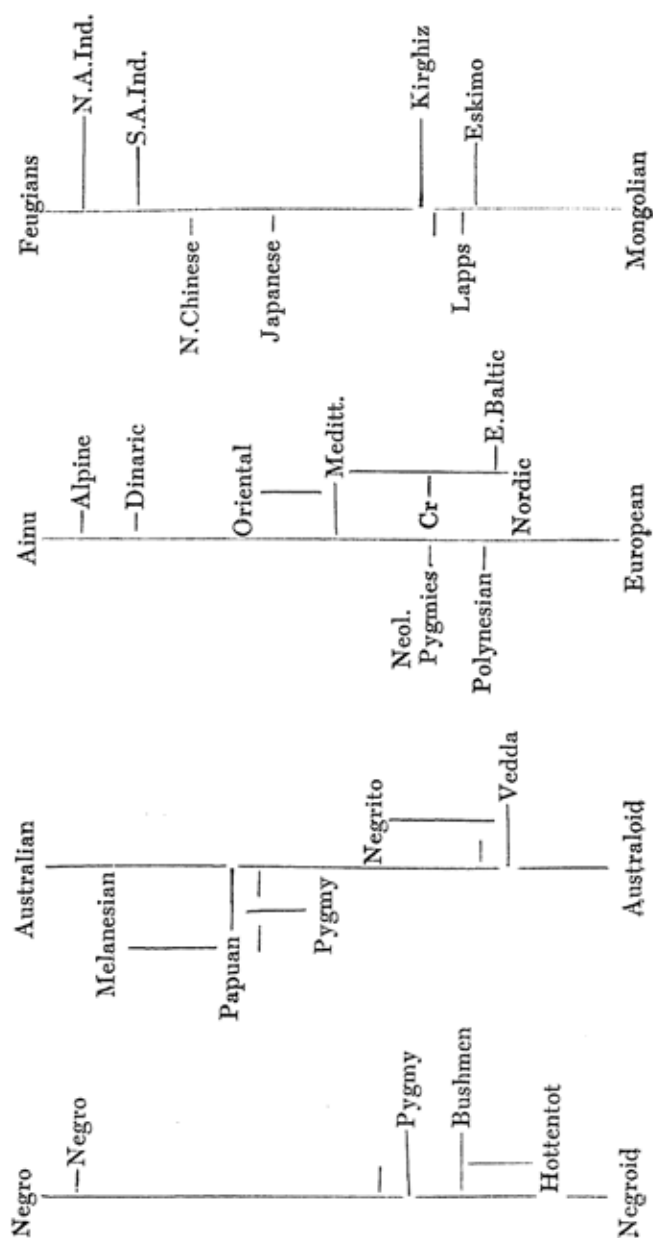 Negro
Negro
Pygmy
Bushmen
Hottentot
Negroid
Australian
Melanesian
Papuan
Pygmy
Negrito
Vedda
Australoid
Ainu
Alpine
Dinaric
Oriental
Meditt.
Neol.
Pygmies
Cr
Polynesian
E.Baltic
Nordic
European
Feugians
N.A.Ind.
S.A.Ind.
N.Chinese
Japanese
Kirghiz
Lapps
Eskimo
Mongolian